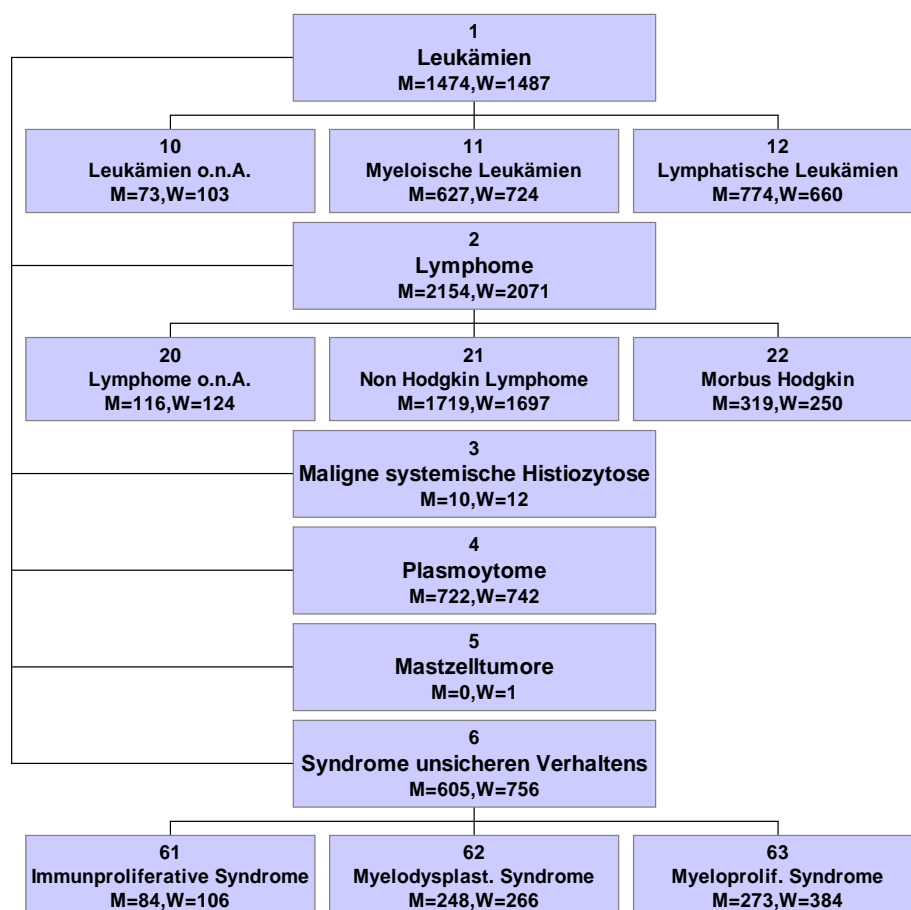 1
Leukämien
M=1474,W=1487
10
Leukämien o.n.A.
M=73,W=103
11
Myeloische Leukämien
M=627,W=724
12
Lymphatische Leukämien
M=774,W=660
2
Lymphome
M=2154,W=2071
20
Lymphome o.n.A.
M=116,W=124
21
Non Hodgkin Lymphome
M=1719,W=1697
22
Morbus Hodgkin
M=319,W=250
3
Maligne systemische Histiozytose
M=10,W=12
4
Plasmoytome
M=722,W=742
5
Mastzelltumore
M=0,W=1
6
Syndrome unsicheren Verhaltens
M=605,W=756
61
Immunproliferative Syndrome
M=84,W=106
62
Myelodysplast. Syndrome
M=248,W=266
63
Myeloprolif. Syndrome
M=273,W=384